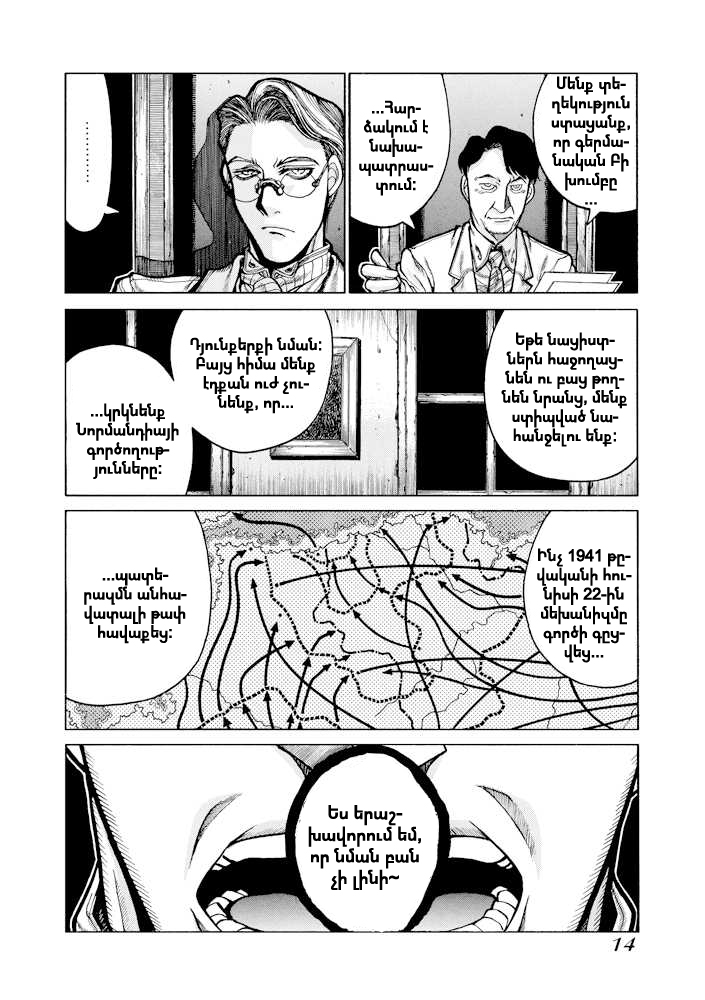 Մենք տե-
ղեկություն
ստացանք,
որ գերմա-
նական Բի
խումբը
...
...Հար-
ձակում է
նախա-
պատրաս-
տում:
........
Եթե նացիստ-
ներն հաջողաց-
նեն ու բաց թող-
նեն նրանց, մենք
ստիպված նա-
հանջելու ենք:
Դյունքերքի նման:
Բայց հիմա մենք
էդքան ուժ չու-
նենք, որ...
...կրկնենք
Նորմանդիայի
գործողութ-
յունները:
Ինչ 1941 թը-
վականի հու-
նիսի 22-ին
մեխանիզմը
գործի գըց-
վեց...
...պատե-
րազմն անհա-
վատալի թափ
հավաքեց:
Ես երաշ-
խավորում եմ,
որ նման բան
չի լինի~
14